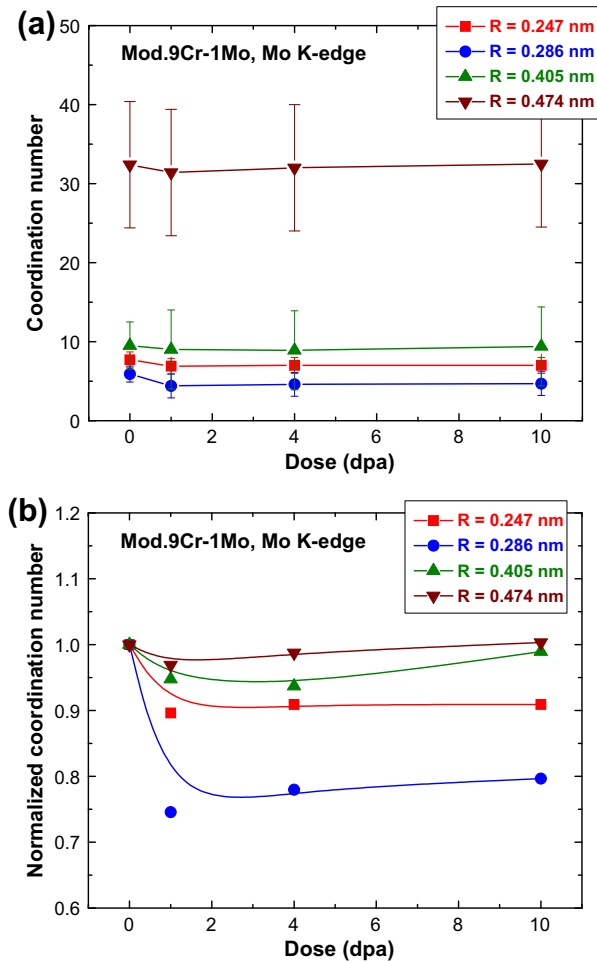 (a)
Mod.9Cr-1Mo, Mo K-edge
R = 0.247 nm
R = 0.286 nm
R = 0.405 nm
R = 0.474 nm
Coordination number
50
40
30
20
10
0
0 2 4 6 8 10
Dose (dpa)
(b)
Mod.9Cr-1Mo, Mo K-edge
R = 0.247 nm
R = 0.286 nm
R = 0.405 nm
R = 0.474 nm
Normalized coordination number
1.2
1.1
1.0
0.9
0.8
0.7
0.6
0 2 4 6 8 10
Dose (dpa)